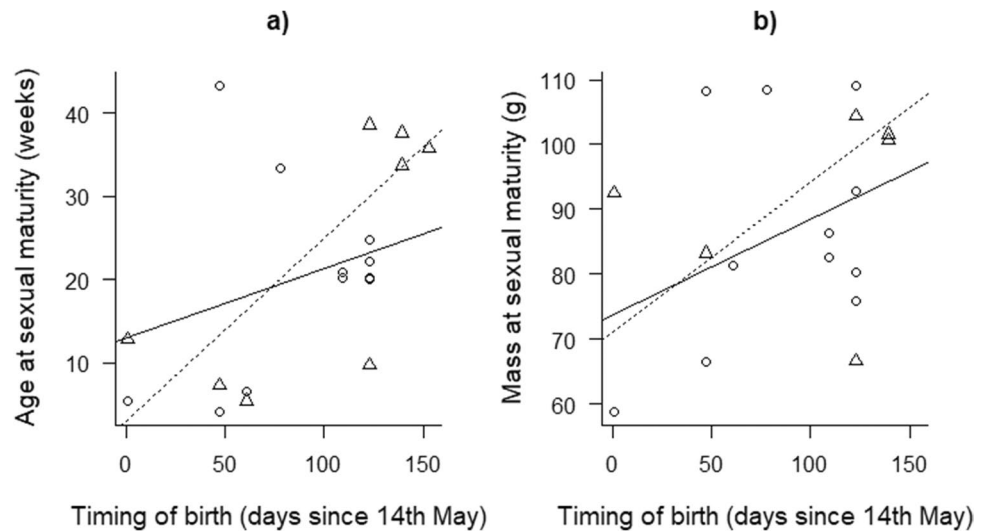 a)
Age at sexual maturity (weeks)
40
30
20
10
0 50 100 150
Timing of birth (days since 14th May)
b)
Mass at sexual maturity (g)
110
100
90
80
70
60
0 50 100 150
Timing of birth (days since 14th May)